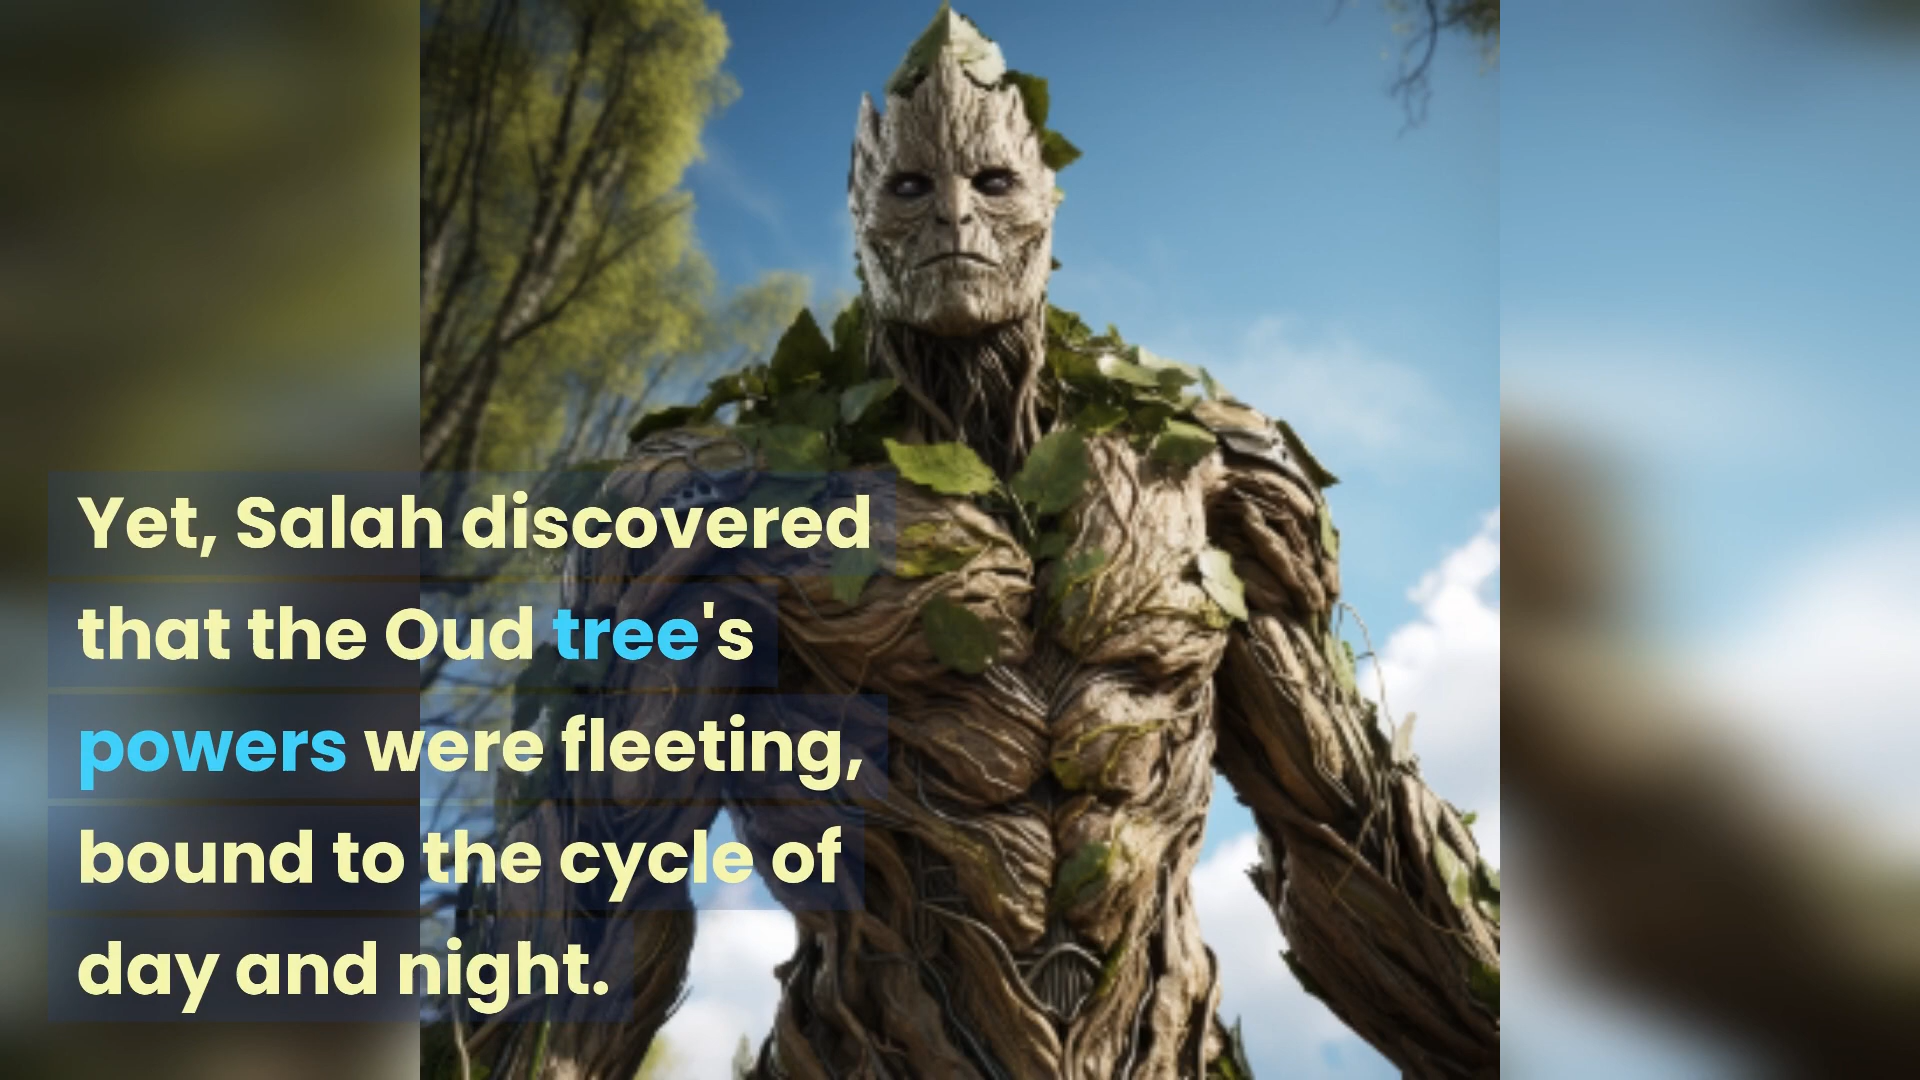 Yet, Salah discovered
that the Oud tree's
powers were fleeting,
bound to the cycle of
day and night.